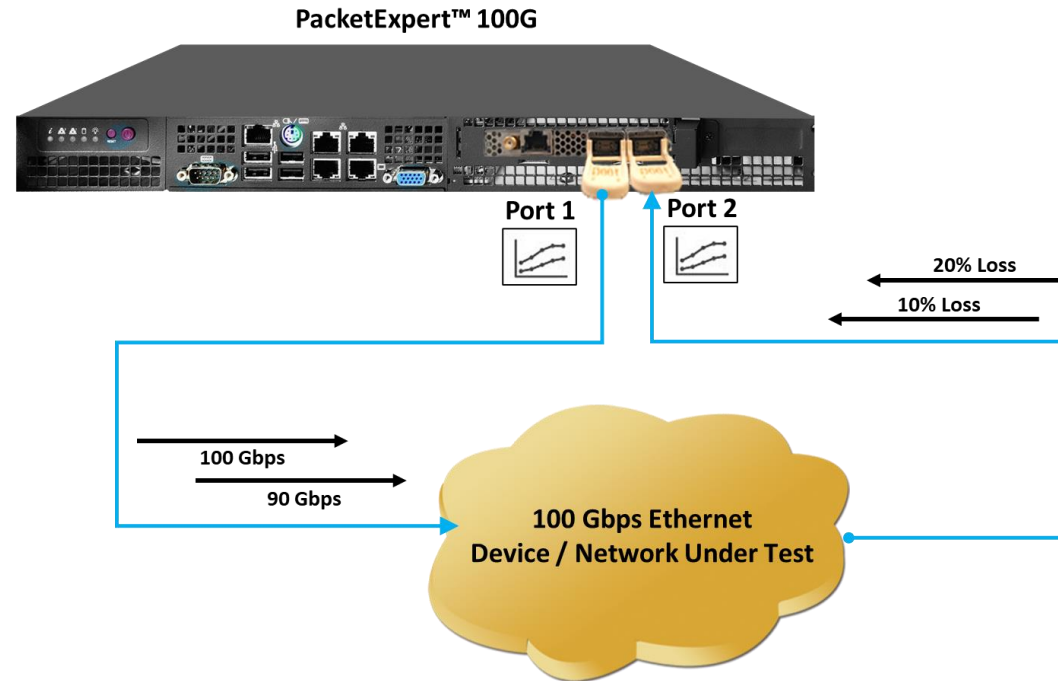 PacketExpert™ 100G
Port 1
Port 2
20% Loss
10% Loss
100 Gbps
90 Gbps
100 Gbps Ethernet
Device / Network Under Test